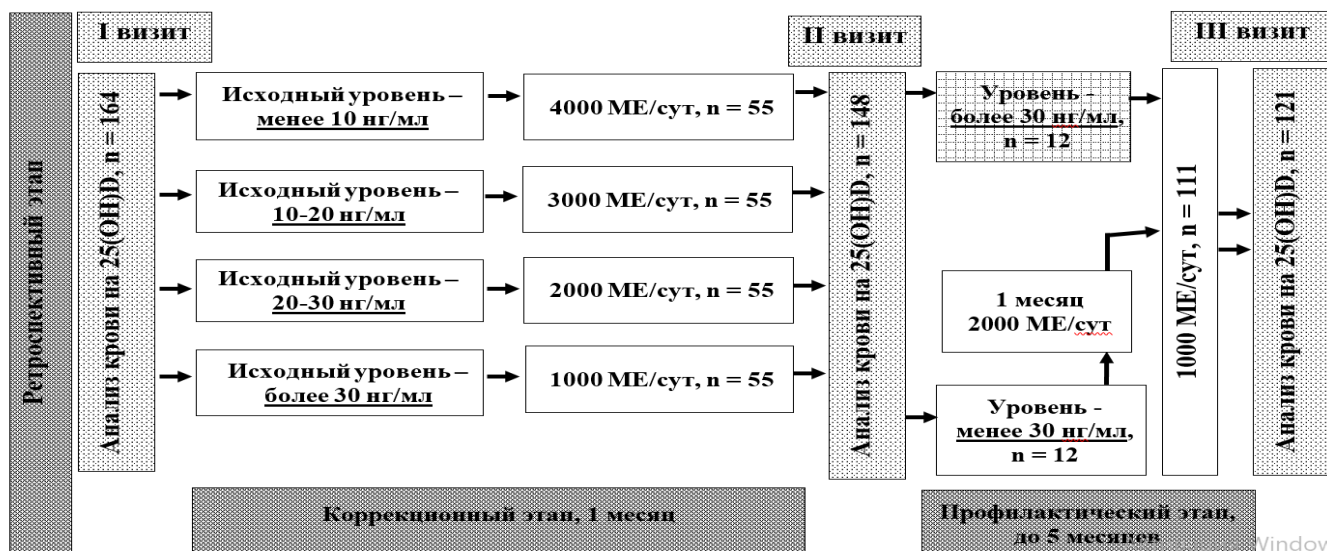 Ретроспективный этап
I визит
Анализ крови на 25(OH)D, n = 164
Исходный уровень –
менее 10 нг/мл
4000 МЕ/сут, n = 55
Исходный уровень –
10-20 нг/мл
3000 МЕ/сут, n = 55
Исходный уровень –
20-30 нг/мл
2000 МЕ/сут, n = 55
Исходный уровень –
более 30 нг/мл
1000 МЕ/сут, n = 55
Коррекционный этап, 1 месяц
II визит
Анализ крови на 25(OH)D, n = 148
Уровень -
более 30 нг/мл,
n = 12
1 месяц
2000 МЕ/сут
Уровень -
менее 30 нг/мл,
n = 12
1000 МЕ/сут, n = 111
III визит
Анализ крови на 25(OH)D, n = 121
Профилактический этап,
до 5 месяцев
Window